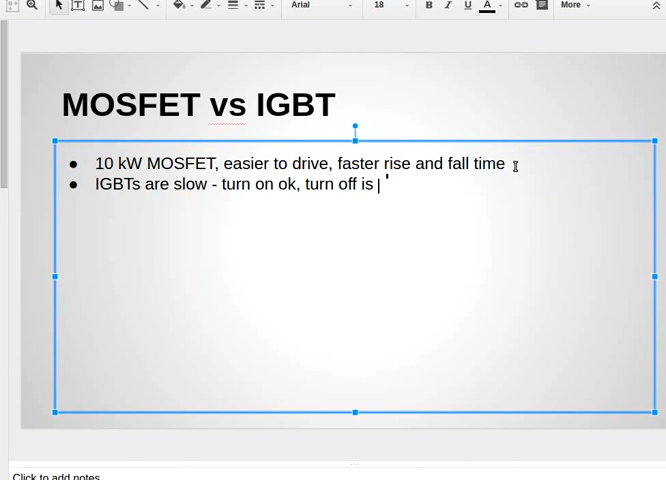 Arial 18 B I U A More
MOSFET vs IGBT
● 10 kW MOSFET, easier to drive, faster rise and fall time
● IGBTs are slow - turn on ok, turn off is
Click to add notes